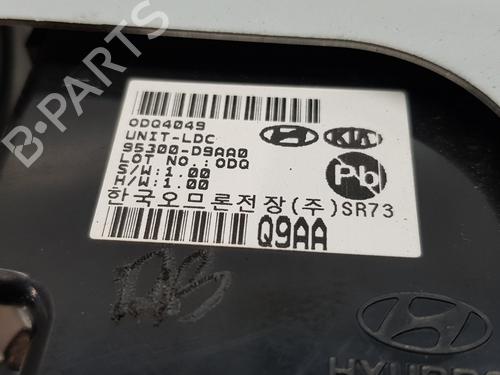 ODQ4049
UNIT-LDC
95300-D9AA0
LOT NO.: ODQ
S/W:1.00
H/W:1.00
KIA
Pb
한국오므론전장(주)SR73
Q9AA
B-PARTS